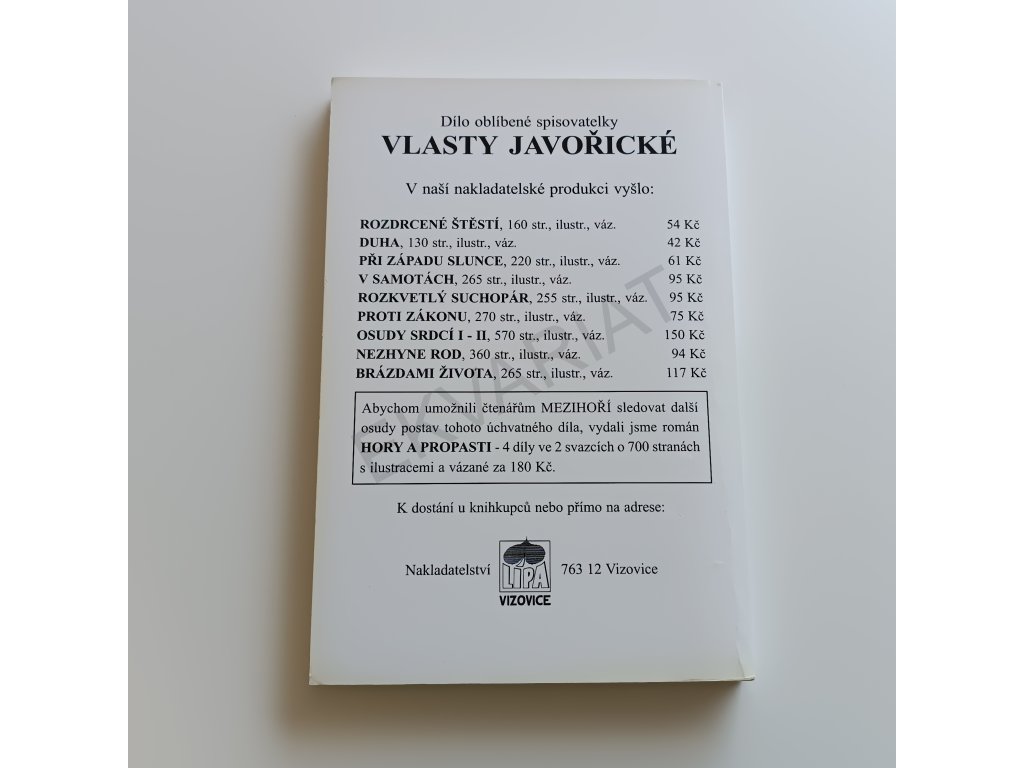 Dílo oblíbené spisovatelky
VLASTY JAVOŘICKÉ
V naší nakladatelské produkci vyšlo:
ROZDRCENÉ ŠTĚSTÍ, 160 str., ilustr., váz. 54 Kč
DUHA, 130 str., ilustr., váz. 42 Kč
PŘI ZÁPADU SLUNCE, 220 str., ilustr., váz. 61 Kč
V SAMOTÁCH, 265 str., ilustr., váz. 95 Kč
ROZKVETLÝ SUCHOPÁR, 255 str., ilustr., váz. 95 Kč
PROTI ZÁKONU, 270 str., ilustr., váz. 75 Kč
OSUDY SRDCÍ I - II, 570 str., ilustr., váz. 150 Kč
NEZHYNE ROD, 360 str., ilustr., váz. 94 Kč
BRÁZDAMI ŽIVOTA, 265 str., ilustr., váz. 117 Kč
EKVARIAT
Abychom umožnili čtenářům MEZIHOŘÍ sledovat další
osudy postav tohoto úchvatného díla, vydali jsme román
HORY A PROPASTI - 4 díly ve 2 svazcích o 700 stranách
s ilustracemi a vázané za 180 Kč.
K dostání u knihkupců nebo přímo na adrese:
Nakladatelství LÍPA 763 12 Vizovice
VIZOVICE